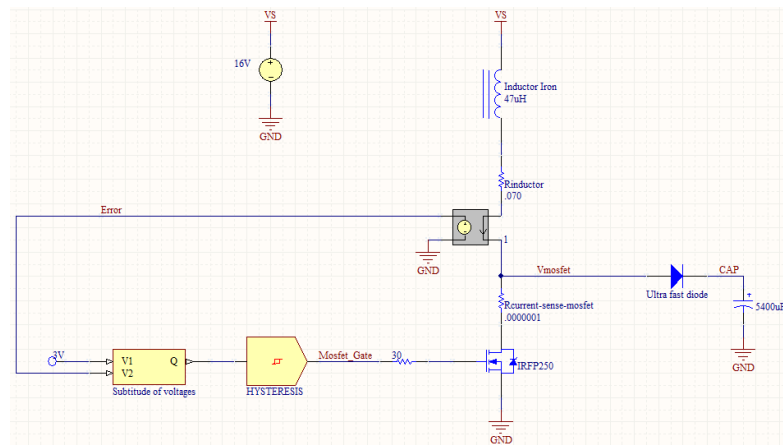 VS
VS
16V
Inductor Iron
47uH
GND
Rinductor
.070
Error
1
GND
Vmosfet
CAP
Ultra fast diode
5400uF
Rcurrent-sense-mosfet
.0000001
3V
V1
Q
V2
Mosfet_Gate
30
IRFP250
GND
Subtitude of voltages
HYSTERESIS
GND